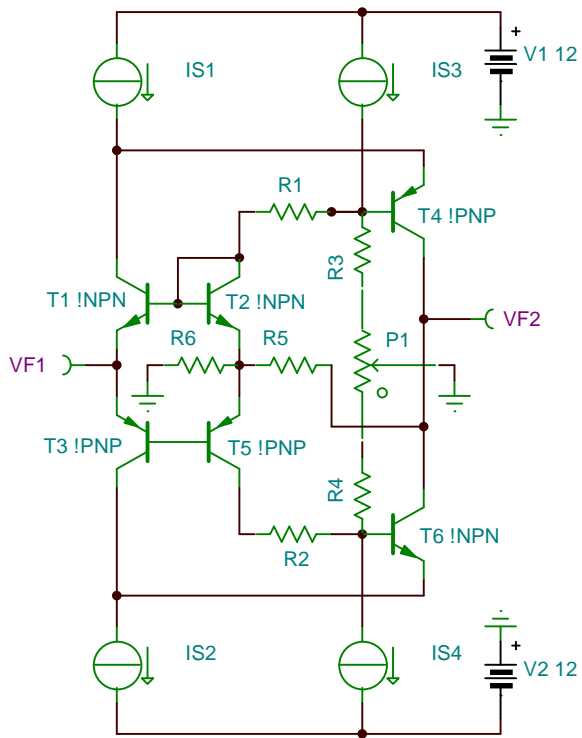 IS1
IS3
+
V1 12
R1
T4 !PNP
R3
T1 !NPN
T2 !NPN
R6
R5
P1
VF2
VF1
T3 !PNP
T5 !PNP
R4
R2
T6 !NPN
IS2
IS4
+
V2 12